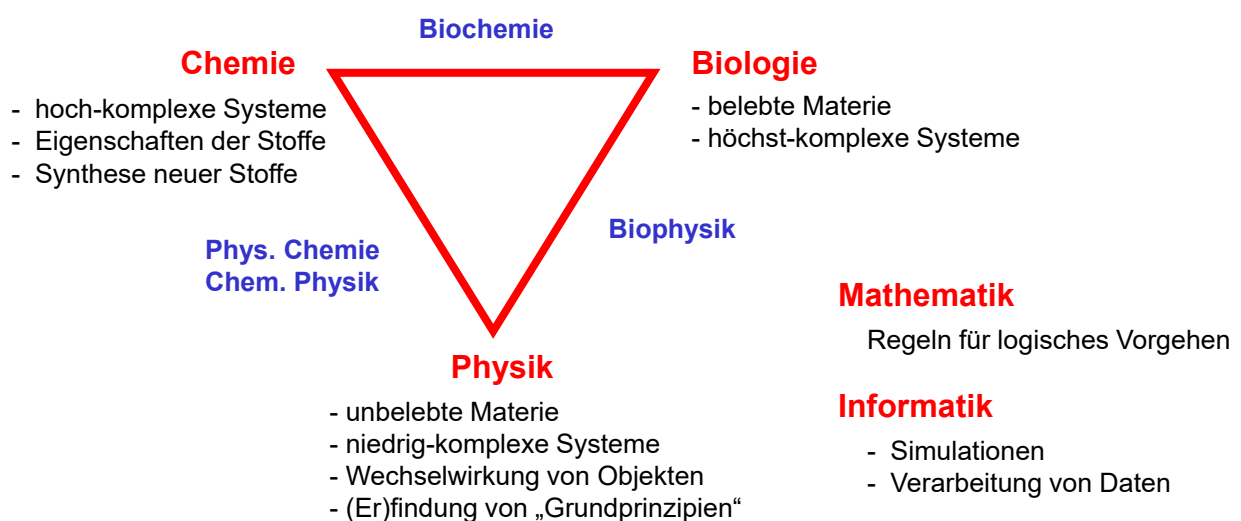 Biochemie
Chemie
Biologie
- hoch-komplexe Systeme
- Eigenschaften der Stoffe
- Synthese neuer Stoffe
- belebte Materie
- höchst-komplexe Systeme
Phys. Chemie
Chem. Physik
Biophysik
Mathematik
Regeln für logisches Vorgehen
Physik
- unbelebte Materie
- niedrig-komplexe Systeme
- Wechselwirkung von Objekten
- (Er)findung von „Grundprinzipien“
Informatik
- Simulationen
- Verarbeitung von Daten